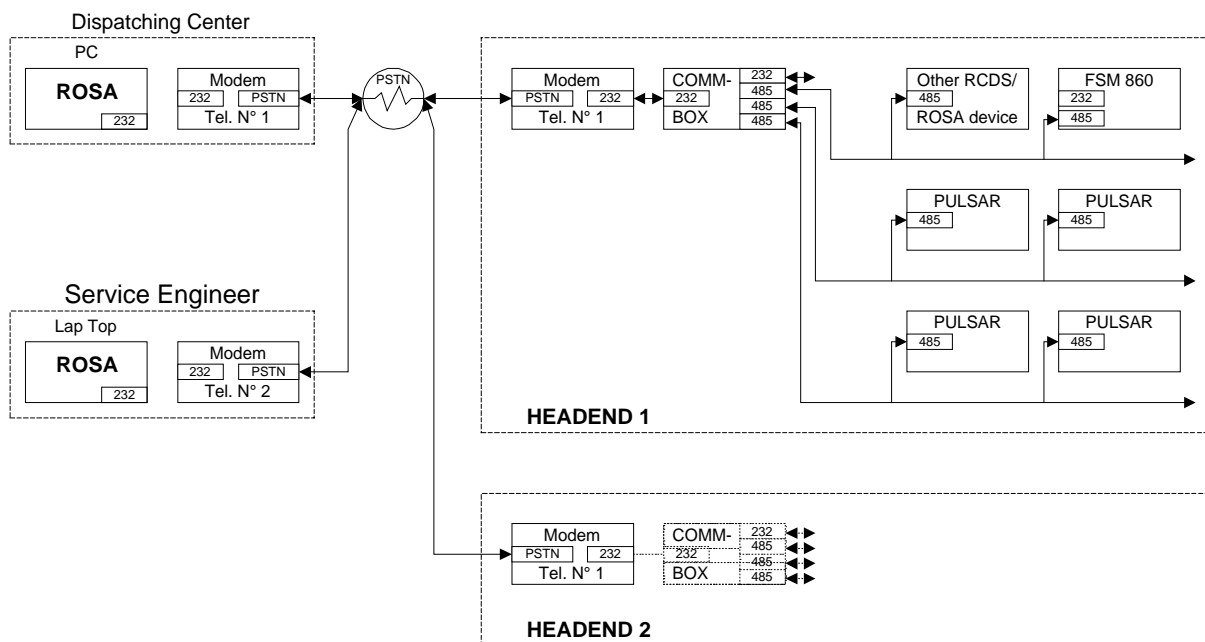 Dispatching Center
PC
ROSA
232
Modem
232 PSTN
Tel. N° 1
PSTN
Modem
PSTN 232
Tel. N° 1
COMM-
232
BOX
232
485
485
485
Other RCDS/
485
ROSA device
FSM 860
232
485
PULSAR
485
PULSAR
485
PULSAR
485
PULSAR
485
HEADEND 1
Service Engineer
Lap Top
ROSA
232
Modem
232 PSTN
Tel. N° 2
Modem
PSTN 232
Tel. N° 1
COMM-
232
BOX
232
485
485
485
HEADEND 2